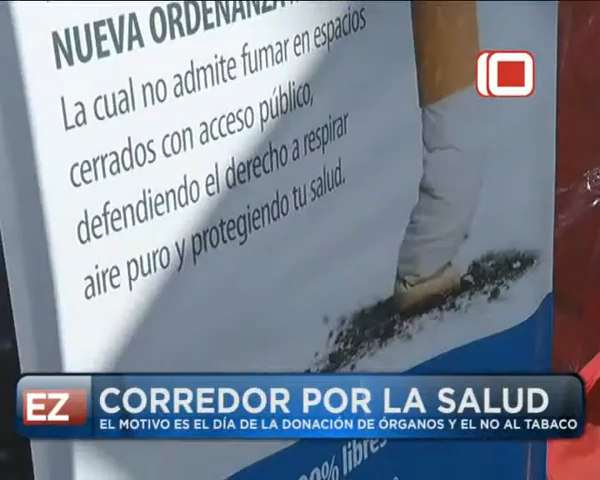 NUEVA ORDENANZA
La cual no admite fumar en espacios
cerrados con acceso público,
defendiendo el derecho a respirar
aire puro y protegiendo tu salud.
EZ
CORREDOR POR LA SALUD
EL MOTIVO ES EL DÍA DE LA DONACIÓN DE ÓRGANOS Y EL NO AL TABACO
% libres